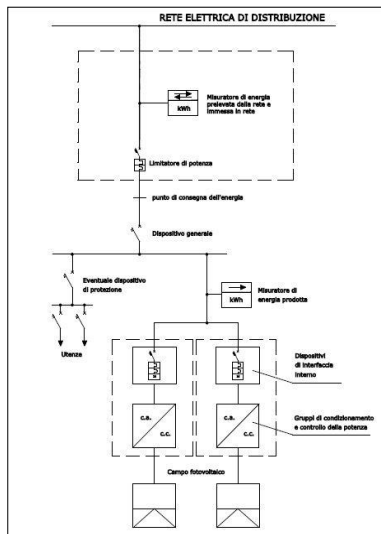 RETE ELETTRICA DI DISTRIBUZIONE
Misuratore di energia
prelevata dalla rete e
immessa in rete
kWh
Limitatore di potenza
punto di consegna dell'energia
Dispositivo generale
Eventuale dispositivo
di protezione
Misuratore di
energia prodotta
kWh
Utenze
Dispositivi
di interfaccia
interno
c.a.
c.c.
c.a.
c.c.
Gruppi di condizionamento
e controllo della potenza
Campo fotovoltaico